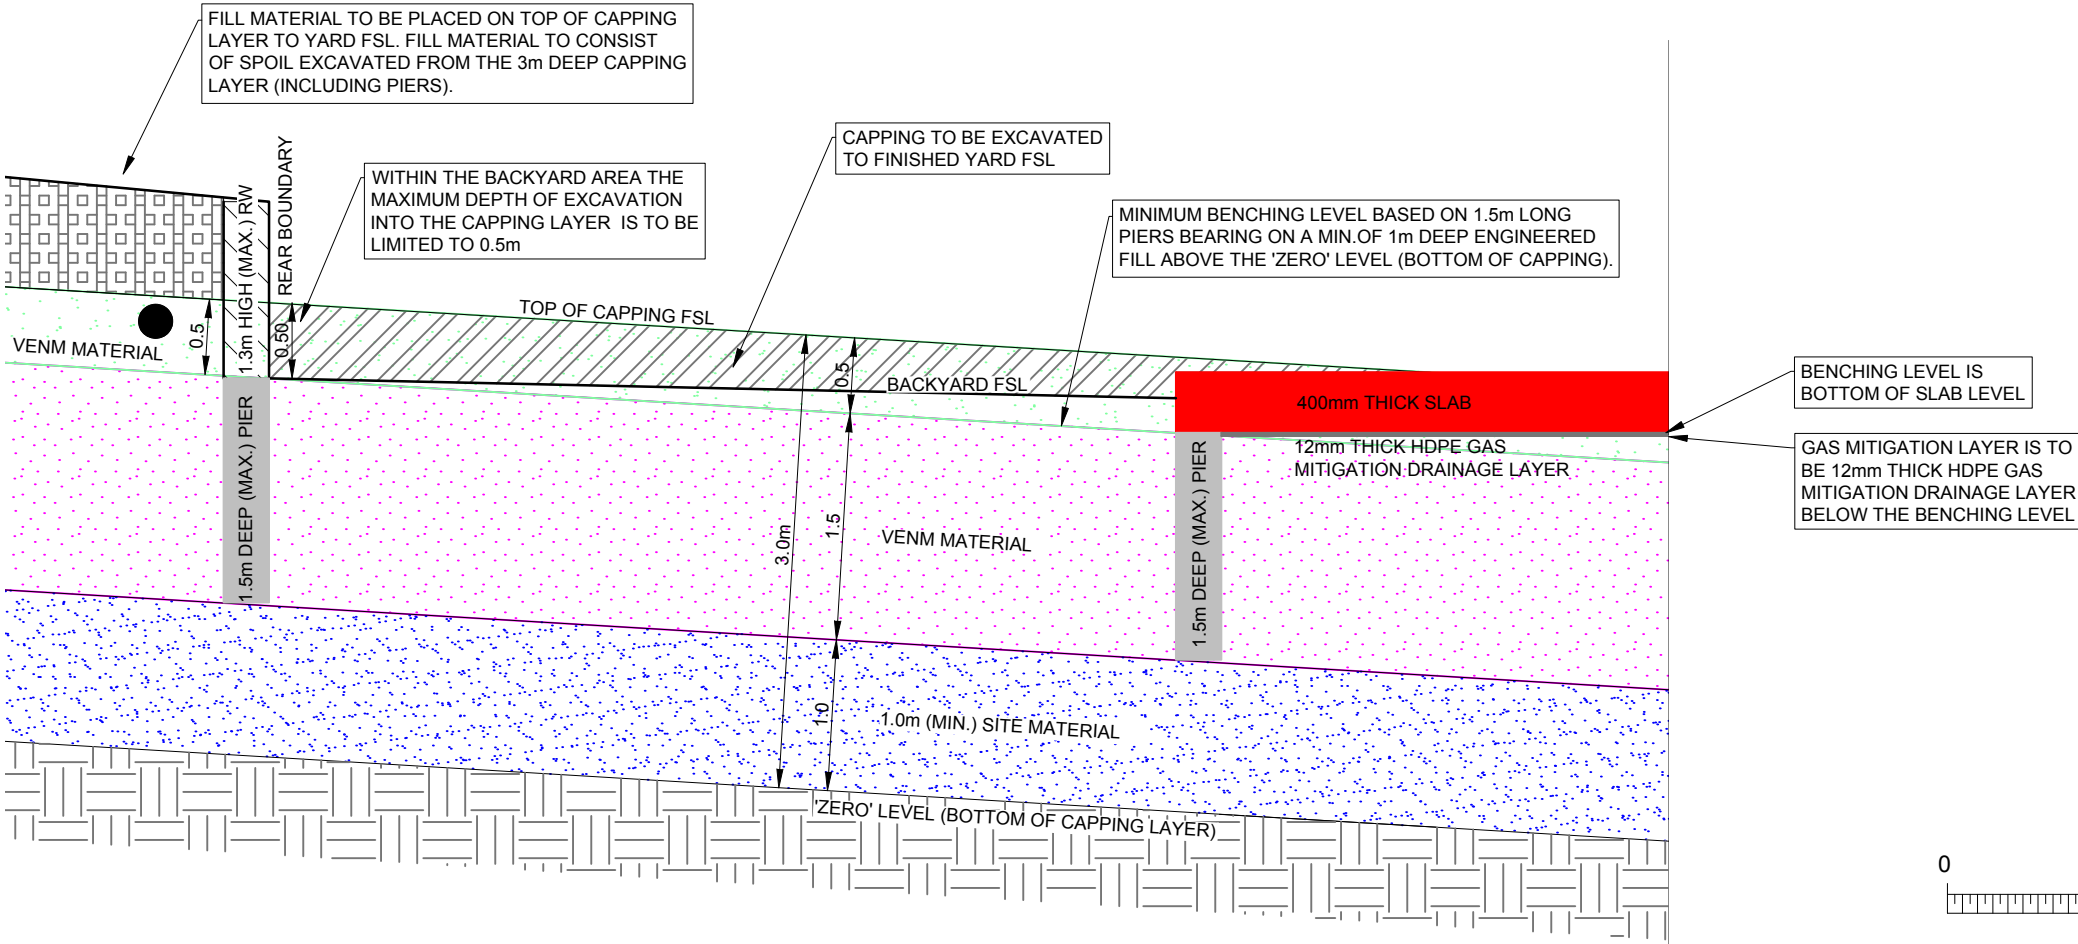 FILL MATERIAL TO BE PLACED ON TOP OF CAPPING
LAYER TO YARD FSL. FILL MATERIAL TO CONSIST
OF SPOIL EXCAVATED FROM THE 3m DEEP CAPPING
LAYER (INCLUDING PIERS).
CAPPING TO BE EXCAVATED
TO FINISHED YARD FSL
WITHIN THE BACKYARD AREA THE
MAXIMUM DEPTH OF EXCAVATION
INTO THE CAPPING LAYER IS TO BE
LIMITED TO 0.5m
MINIMUM BENCHING LEVEL BASED ON 1.5m LONG
PIERS BEARING ON A MIN.OF 1m DEEP ENGINEERED
FILL ABOVE THE 'ZERO' LEVEL (BOTTOM OF CAPPING).
1.3m HIGH (MAX.) RW
REAR BOUNDARY
TOP OF CAPPING FSL
0.5
0.50
VENM MATERIAL
0.5
BACKYARD FSL
400mm THICK SLAB
BENCHING LEVEL IS
BOTTOM OF SLAB LEVEL
12mm THICK HDPE GAS
MITIGATION DRAINAGE LAYER
GAS MITIGATION LAYER IS TO
BE 12mm THICK HDPE GAS
MITIGATION DRAINAGE LAYER
BELOW THE BENCHING LEVEL
1.5m DEEP (MAX.) PIER
3.0m
1.5
VENM MATERIAL
1.5m DEEP (MAX.) PIER
1.0
1.0m (MIN.) SITE MATERIAL
'ZERO' LEVEL (BOTTOM OF CAPPING LAYER)
0